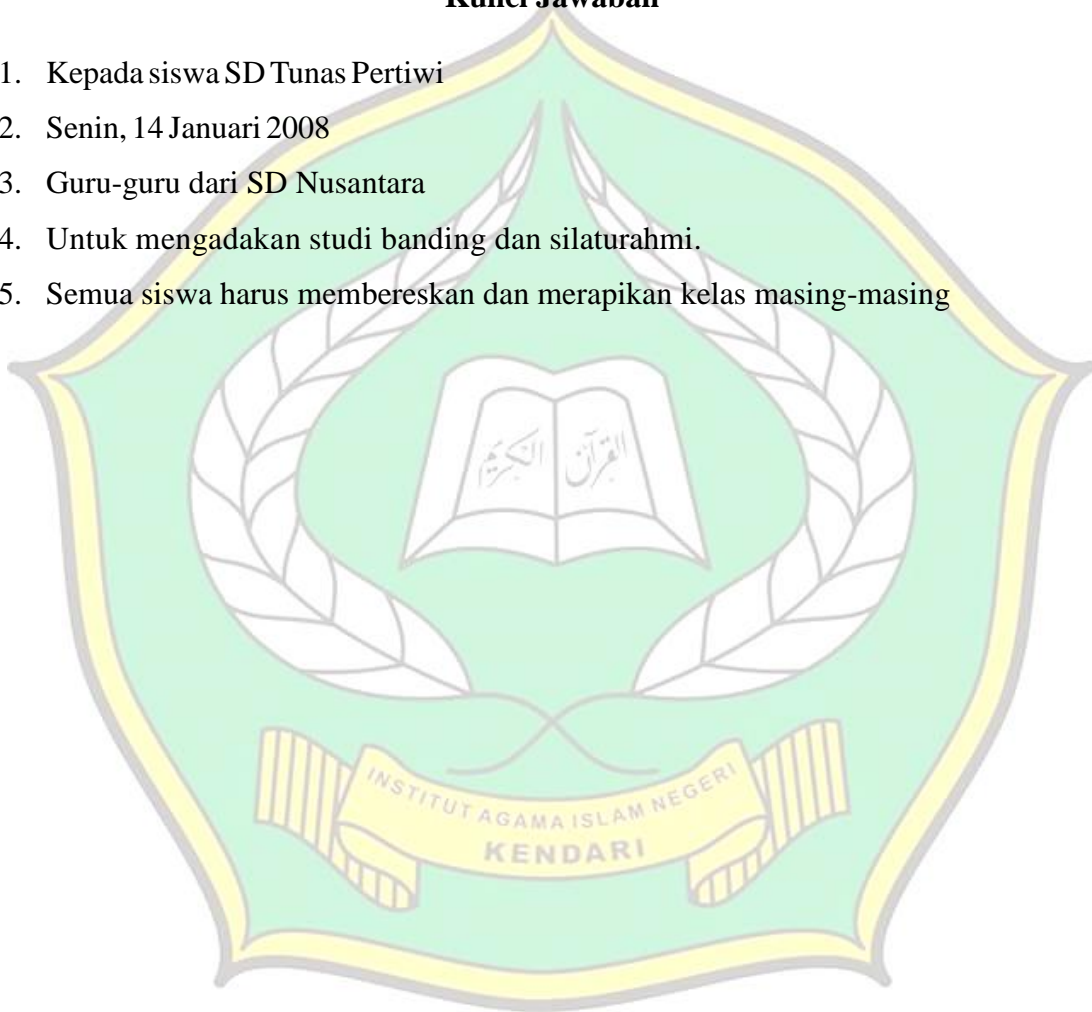 Kunci Jawaban
1. Kepada siswa SD Tunas Pertiwi
2. Senin, 14 Januari 2008
3. Guru-guru dari SD Nusantara
4. Untuk mengadakan studi banding dan silaturahmi.
5. Semua siswa harus membereskan dan merapikan kelas masing-masing
القرآن الكريم
INSTITUT AGAMA ISLAM NEGERI
KENDARI